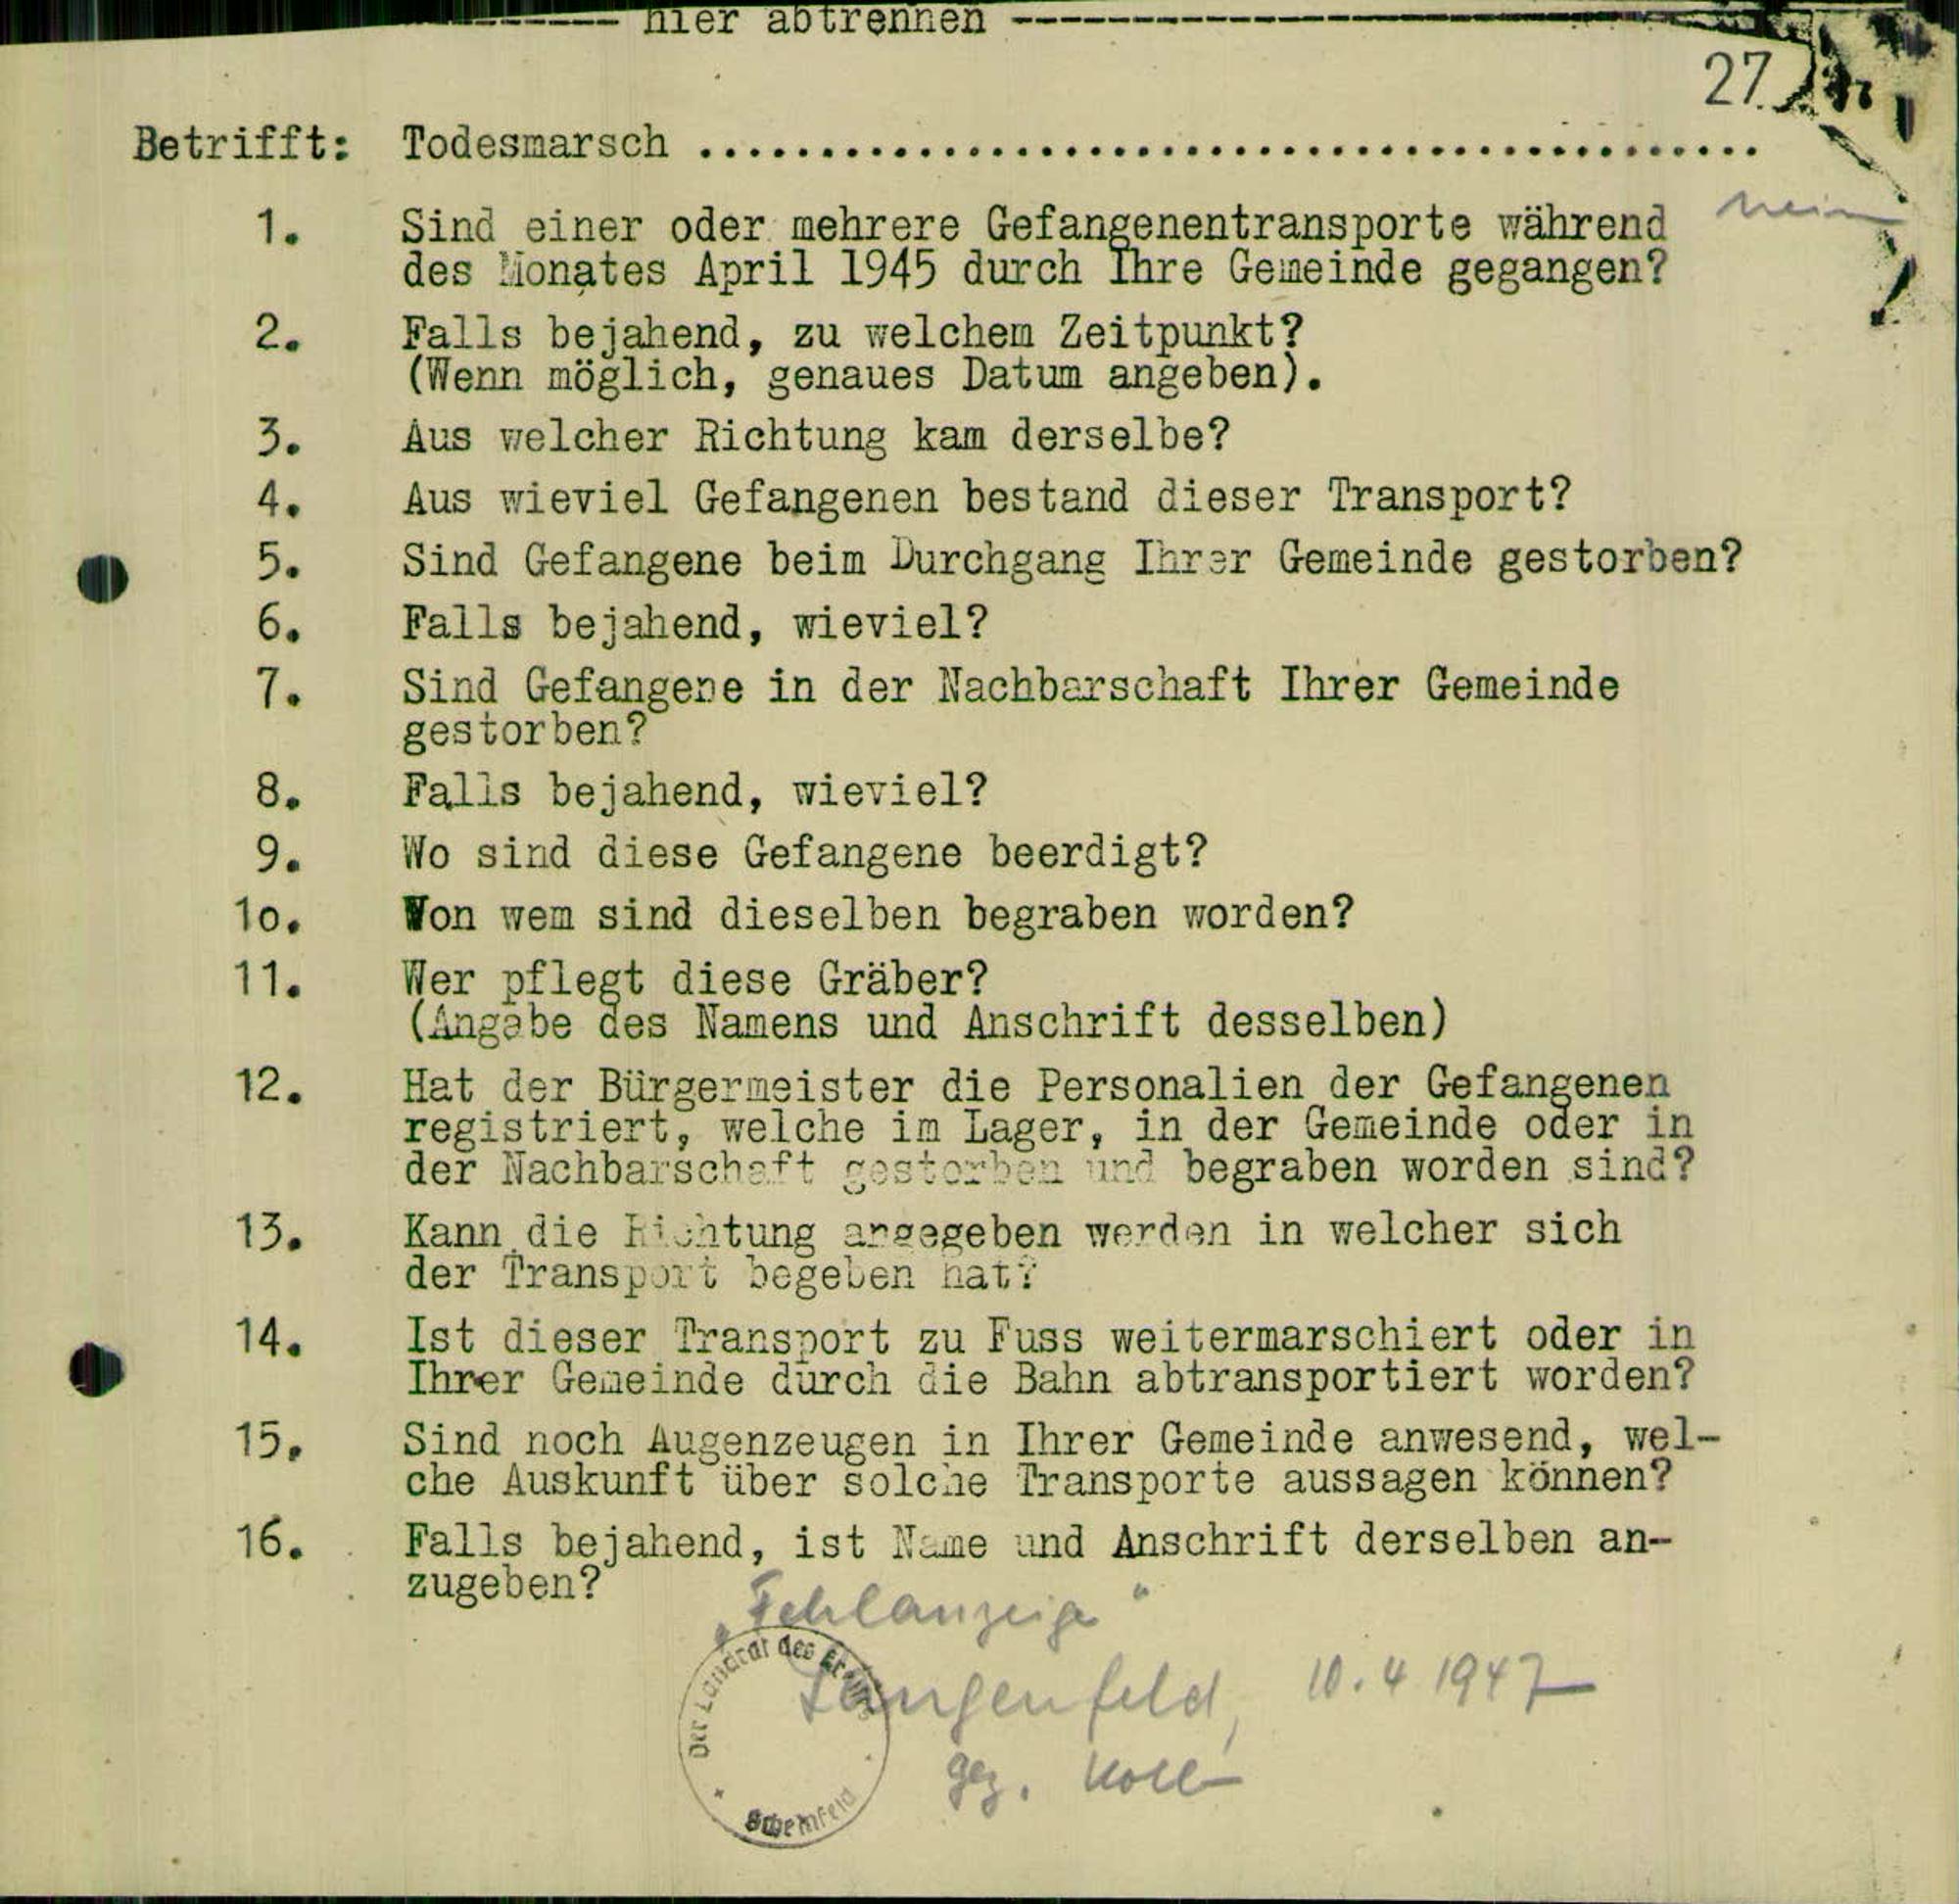 ------ hier abtrennen ------------------------------
27.
Betrifft: Todesmarsch ............................................
1. Sind einer oder mehrere Gefangenentransporte während nein
des Monates April 1945 durch Ihre Gemeinde gegangen?
2. Falls bejahend, zu welchem Zeitpunkt?
(Wenn möglich, genaues Datum angeben).
3. Aus welcher Richtung kam derselbe?
4. Aus wieviel Gefangenen bestand dieser Transport?
5. Sind Gefangene beim Durchgang Ihrer Gemeinde gestorben?
6. Falls bejahend, wieviel?
7. Sind Gefangene in der Nachbarschaft Ihrer Gemeinde
gestorben?
8. Falls bejahend, wieviel?
9. Wo sind diese Gefangene beerdigt?
10. Von wem sind dieselben begraben worden?
11. Wer pflegt diese Gräber?
(Angabe des Namens und Anschrift desselben)
12. Hat der Bürgermeister die Personalien der Gefangenen
registriert, welche im Lager, in der Gemeinde oder in
der Nachbarschaft gestorben und begraben worden sind?
13. Kann die Richtung angegeben werden in welcher sich
der Transport begeben hat?
14. Ist dieser Transport zu Fuss weitermarschiert oder in
Ihrer Gemeinde durch die Bahn abtransportiert worden?
15. Sind noch Augenzeugen in Ihrer Gemeinde anwesend, wel-
che Auskunft über solche Transporte aussagen können?
16. Falls bejahend, ist Name und Anschrift derselben an-
zugeben?
„Fehlanzeige“
Der Landrat des Kreises
Langenfeld, 10.4.1947
gez. Koll
Scheinfeld